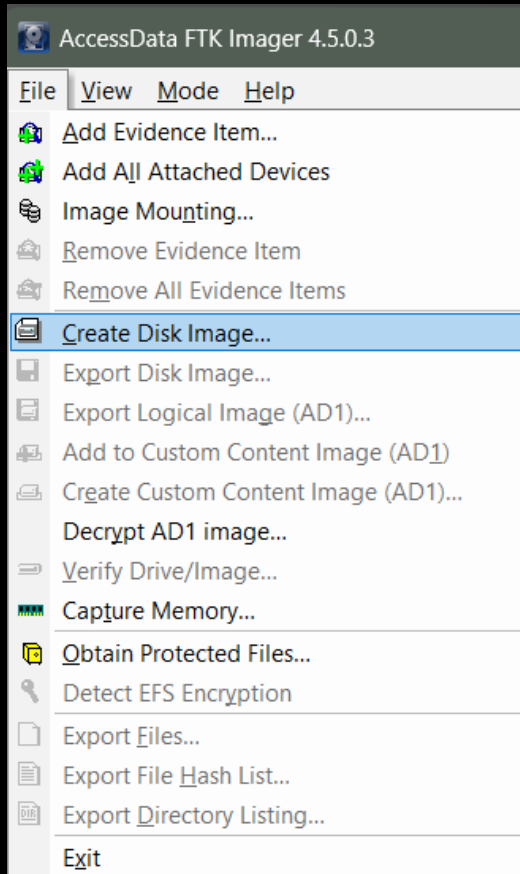 AccessData FTK Imager 4.5.0.3
File View Mode Help
Add Evidence Item...
Add All Attached Devices
Image Mounting...
Remove Evidence Item
Remove All Evidence Items
Create Disk Image...
Export Disk Image...
Export Logical Image (AD1)...
Add to Custom Content Image (AD1)
Create Custom Content Image (AD1)...
Decrypt AD1 image...
Verify Drive/Image...
Capture Memory...
Obtain Protected Files...
Detect EFS Encryption
Export Files...
Export File Hash List...
DIR Export Directory Listing...
Exit